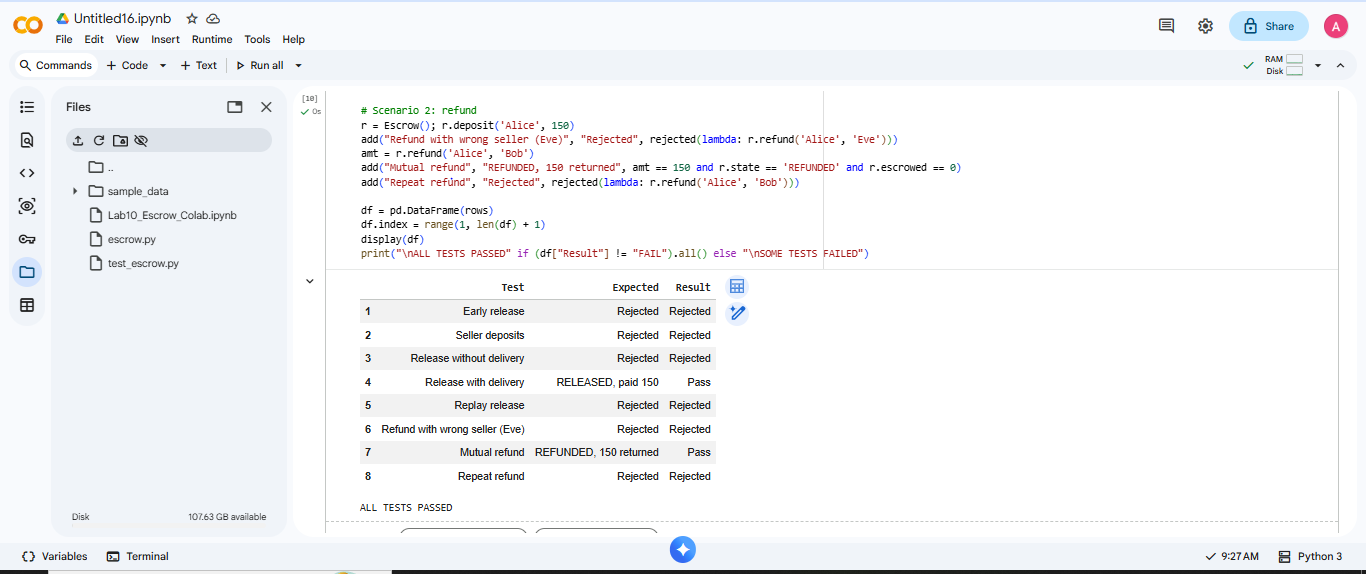 Untitled16.ipynb
File Edit View Insert Runtime Tools Help
Share
A
Commands + Code + Text Run all
RAM
Disk
Files
..
sample_data
Lab10_Escrow_Colab.ipynb
escrow.py
test_escrow.py
Disk 107.63 GB available
[10]
0s
# Scenario 2: refund
r = Escrow(); r.deposit('Alice', 150)
add("Refund with wrong seller (Eve)", "Rejected", rejected(lambda: r.refund('Alice', 'Eve')))
amt = r.refund('Alice', 'Bob')
add("Mutual refund", "REFUNDED, 150 returned", amt == 150 and r.state == 'REFUNDED' and r.escrowed == 0)
add("Repeat refund", "Rejected", rejected(lambda: r.refund('Alice', 'Bob')))
df = pd.DataFrame(rows)
df.index = range(1, len(df) + 1)
display(df)
print("\nALL TESTS PASSED" if (df["Result"] != "FAIL").all() else "\nSOME TESTS FAILED")
Test Expected Result
1 Early release Rejected Rejected
2 Seller deposits Rejected Rejected
3 Release without delivery Rejected Rejected
4 Release with delivery RELEASED, paid 150 Pass
5 Replay release Rejected Rejected
6 Refund with wrong seller (Eve) Rejected Rejected
7 Mutual refund REFUNDED, 150 returned Pass
8 Repeat refund Rejected Rejected
ALL TESTS PASSED
Variables Terminal
9:27 AM Python 3